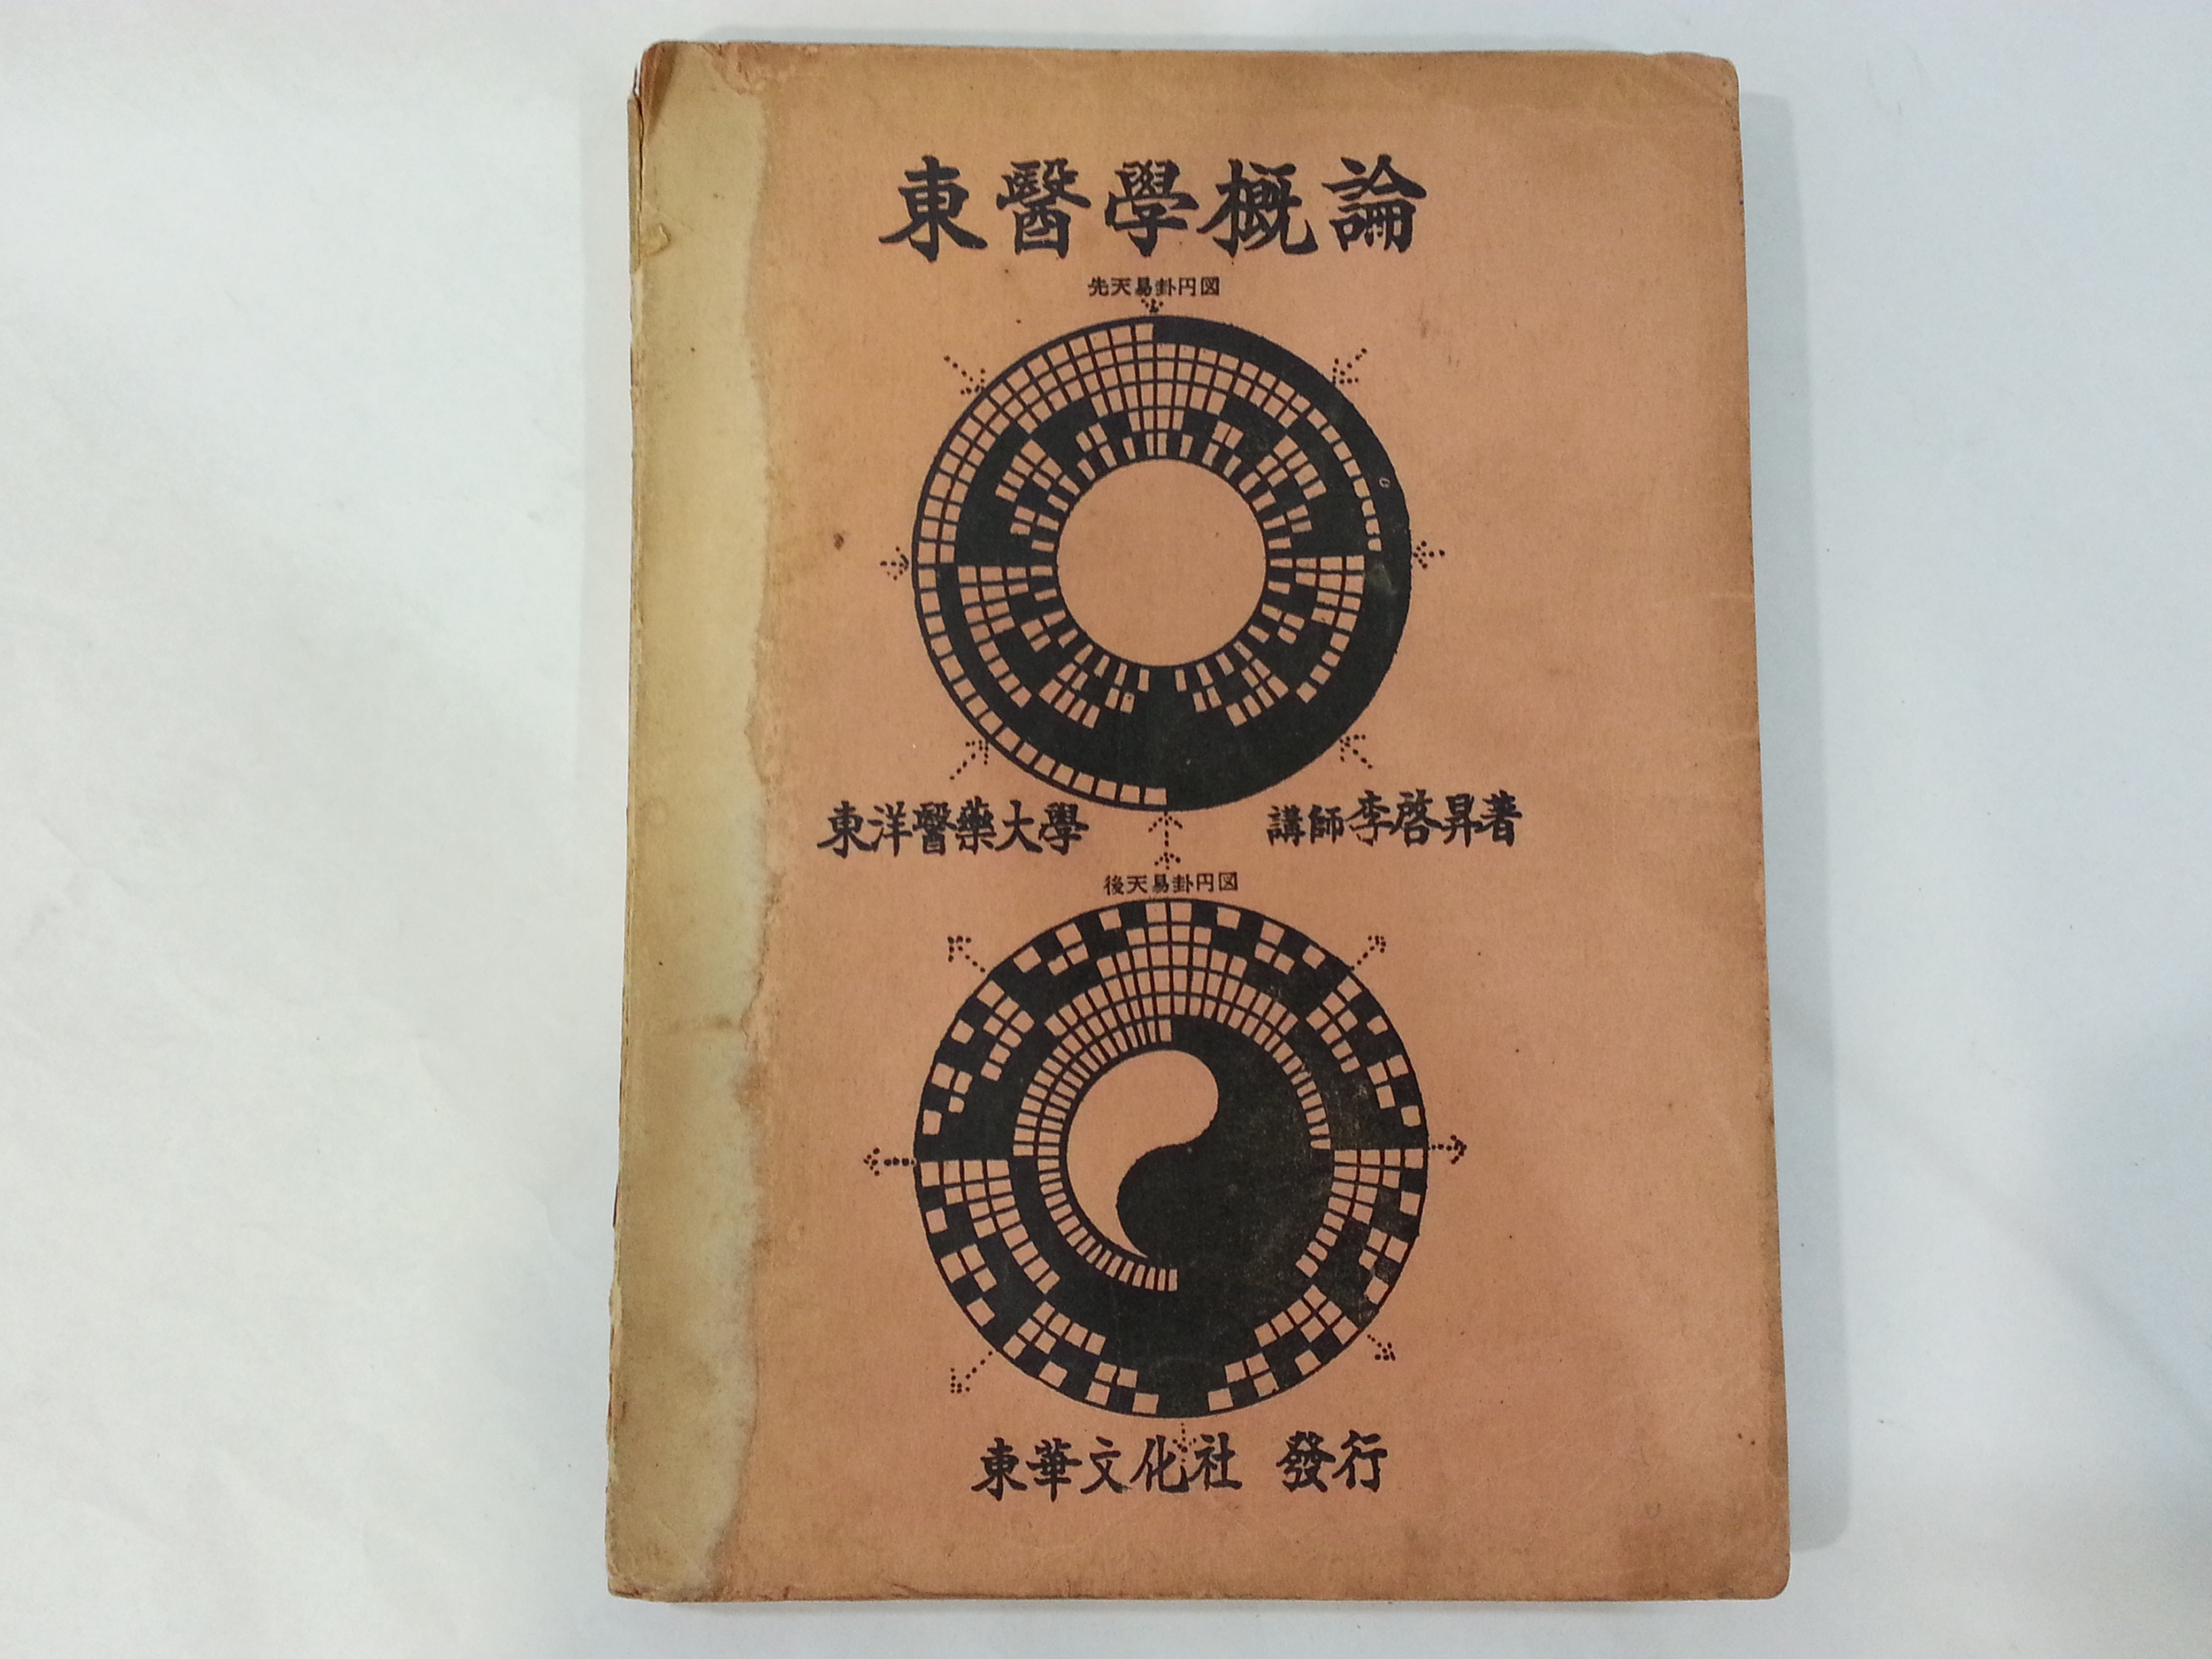 東醫學概論
先天易卦円図
東洋醫藥大學 講師李啓昇著
後天易卦円図
東華文化社 發行